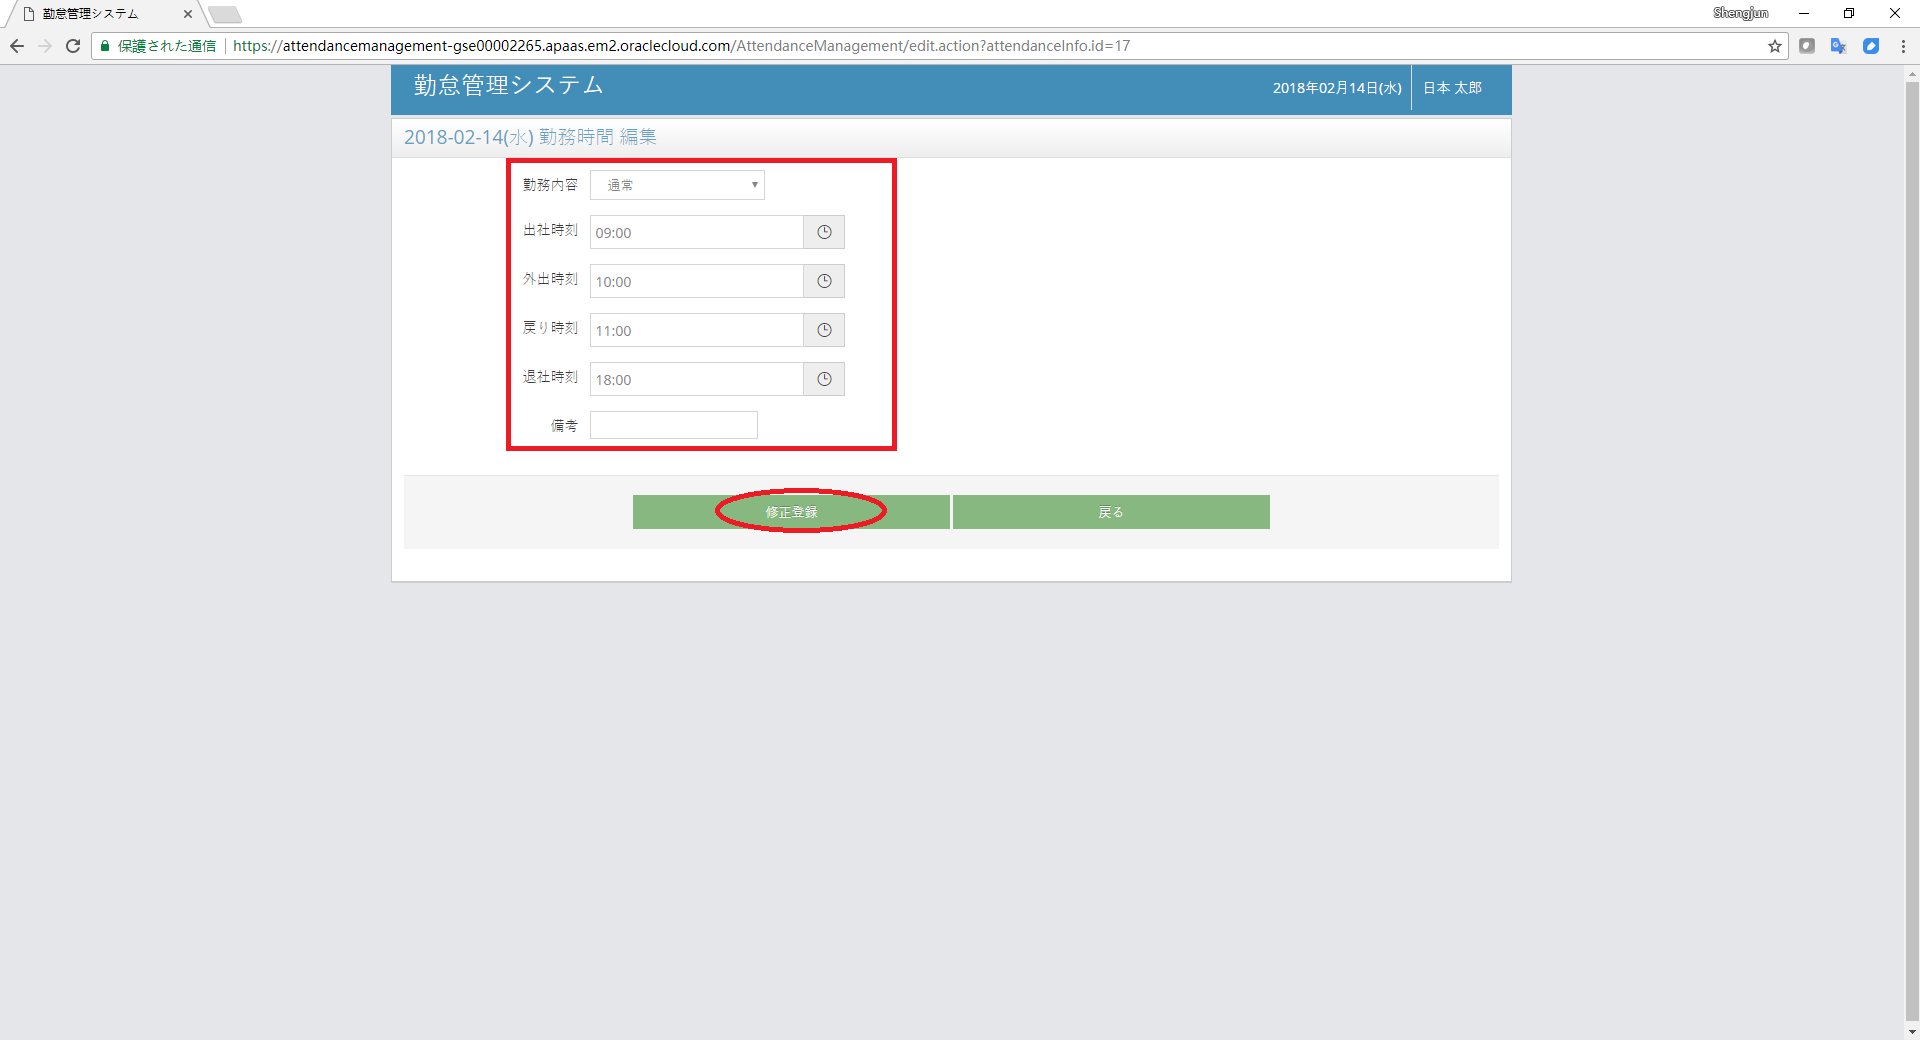 勤怠管理システム
Shengjun
保護された通信 https://attendancemanagement-gse00002265.apaas.em2.oraclecloud.com/AttendanceManagement/edit.action?attendanceInfo.id=17
勤怠管理システム 2018年02月14日(水) 日本 太郎
2018-02-14(水) 勤務時間 編集
勤務内容 通常
出社時刻 09:00
外出時刻 10:00
戻り時刻 11:00
退社時刻 18:00
備考
修正登録 戻る